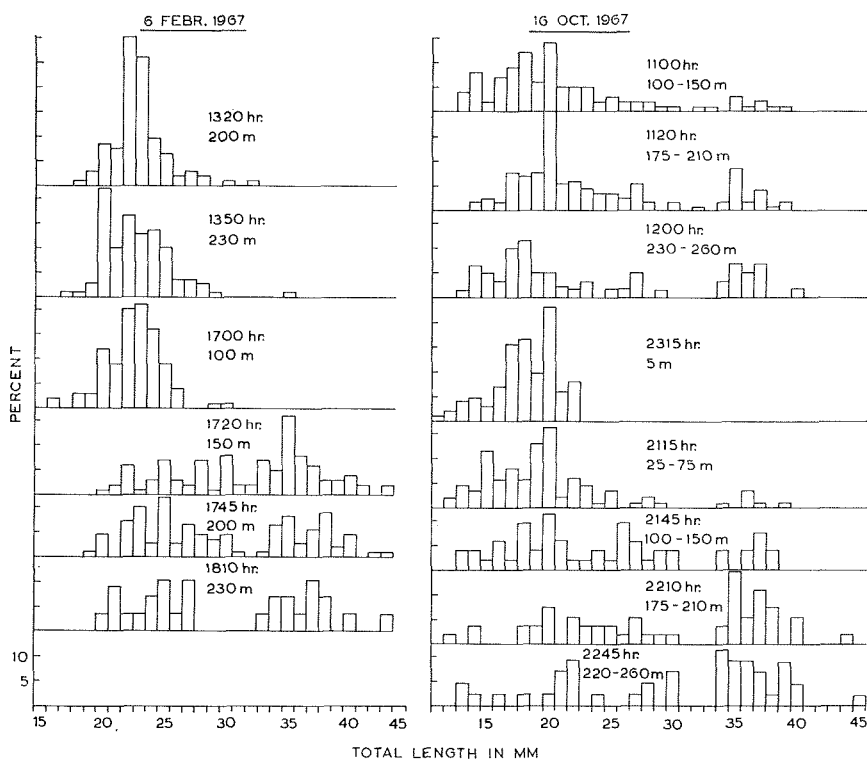 6 FEBR. 1967
1320 hr.
200 m
1350 hr.
230 m
1700 hr.
100 m
1720 hr.
150 m
1745 hr.
200 m
1810 hr.
230 m
16 OCT. 1967
1100 hr.
100-150 m
1120 hr.
175-210 m
1200 hr.
230-260 m
2315 hr.
5 m
2115 hr.
25-75 m
2145 hr.
100-150 m
2210 hr.
175-210 m
2245 hr.
220-260m
PERCENT
10
5
15 20 25 30 35 40 45
15 20 25 30 35 40 45
TOTAL LENGTH IN MM